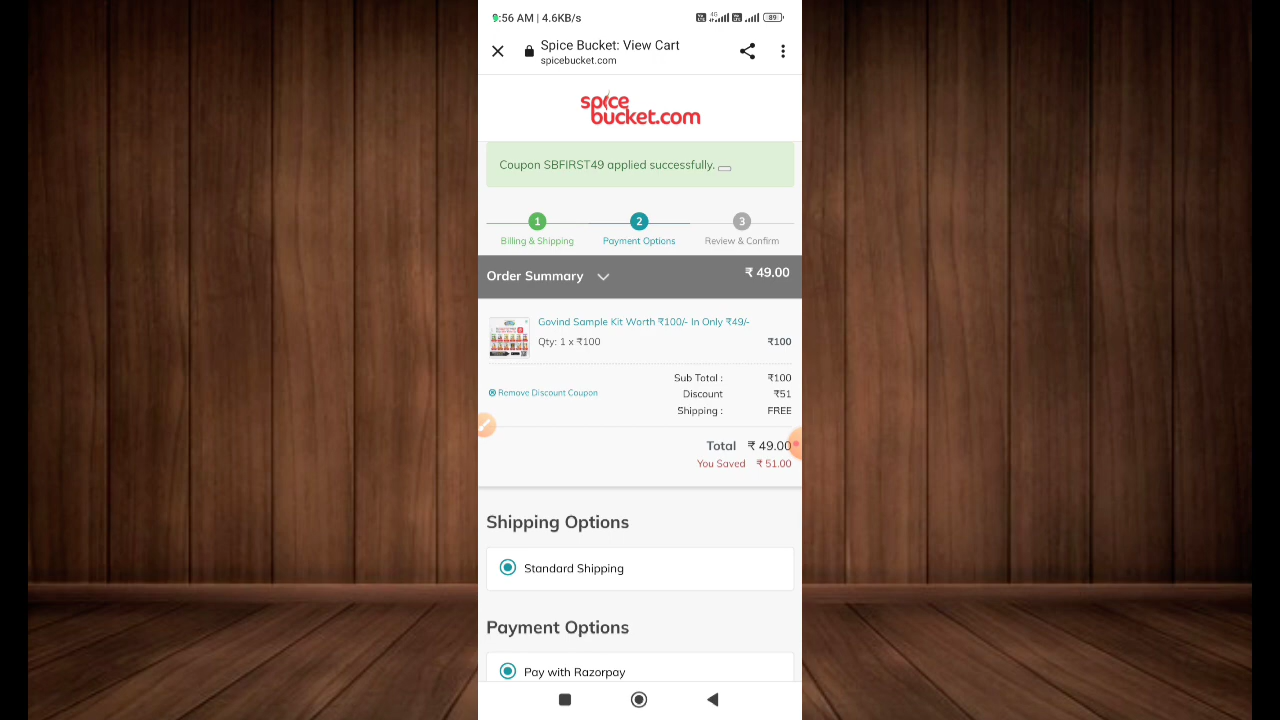 9:56 AM | 4.6KB/s
4G
89
Spice Bucket: View Cart
spicebucket.com
spice
bucket.com
Coupon SBFIRST49 applied successfully.
1 2 3
Billing & Shipping Payment Options Review & Confirm
Order Summary ₹ 49.00
Govind Sample Kit Worth ₹100/- In Only ₹49/-
Qty: 1 x ₹100 ₹100
Sub Total : ₹100
Remove Discount Coupon Discount ₹51
Shipping : FREE
Total ₹ 49.00
You Saved ₹ 51.00
Shipping Options
Standard Shipping
Payment Options
Pay with Razorpay